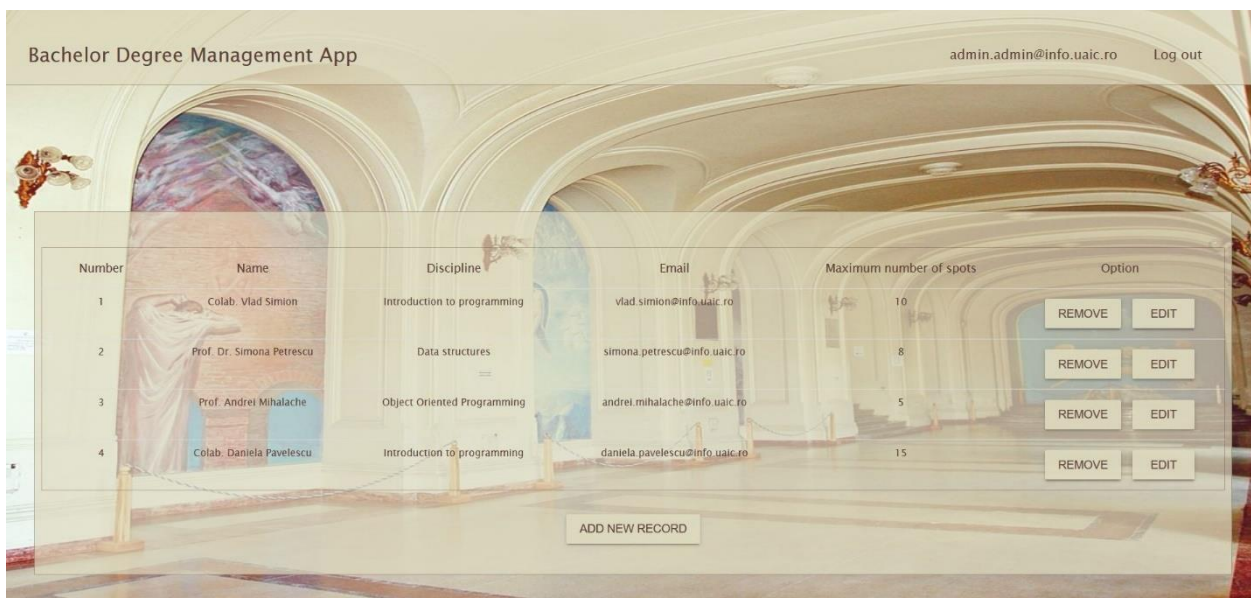 Bachelor Degree Management App admin.admin@info.uaic.ro Log out
Number Name Discipline Email Maximum number of spots Option
1 Colab. Vlad Simion Introduction to programming vlad.simion@info.uaic.ro 10 REMOVE EDIT
2 Prof. Dr. Simona Petrescu Data structures simona.petrescu@info.uaic.ro 8 REMOVE EDIT
3 Prof. Andrei Mihalache Object Oriented Programming andrei.mihalache@info.uaic.ro 5 REMOVE EDIT
4 Colab. Daniela Pavelescu Introduction to programming daniela.pavelescu@info.uaic.ro 15 REMOVE EDIT
ADD NEW RECORD